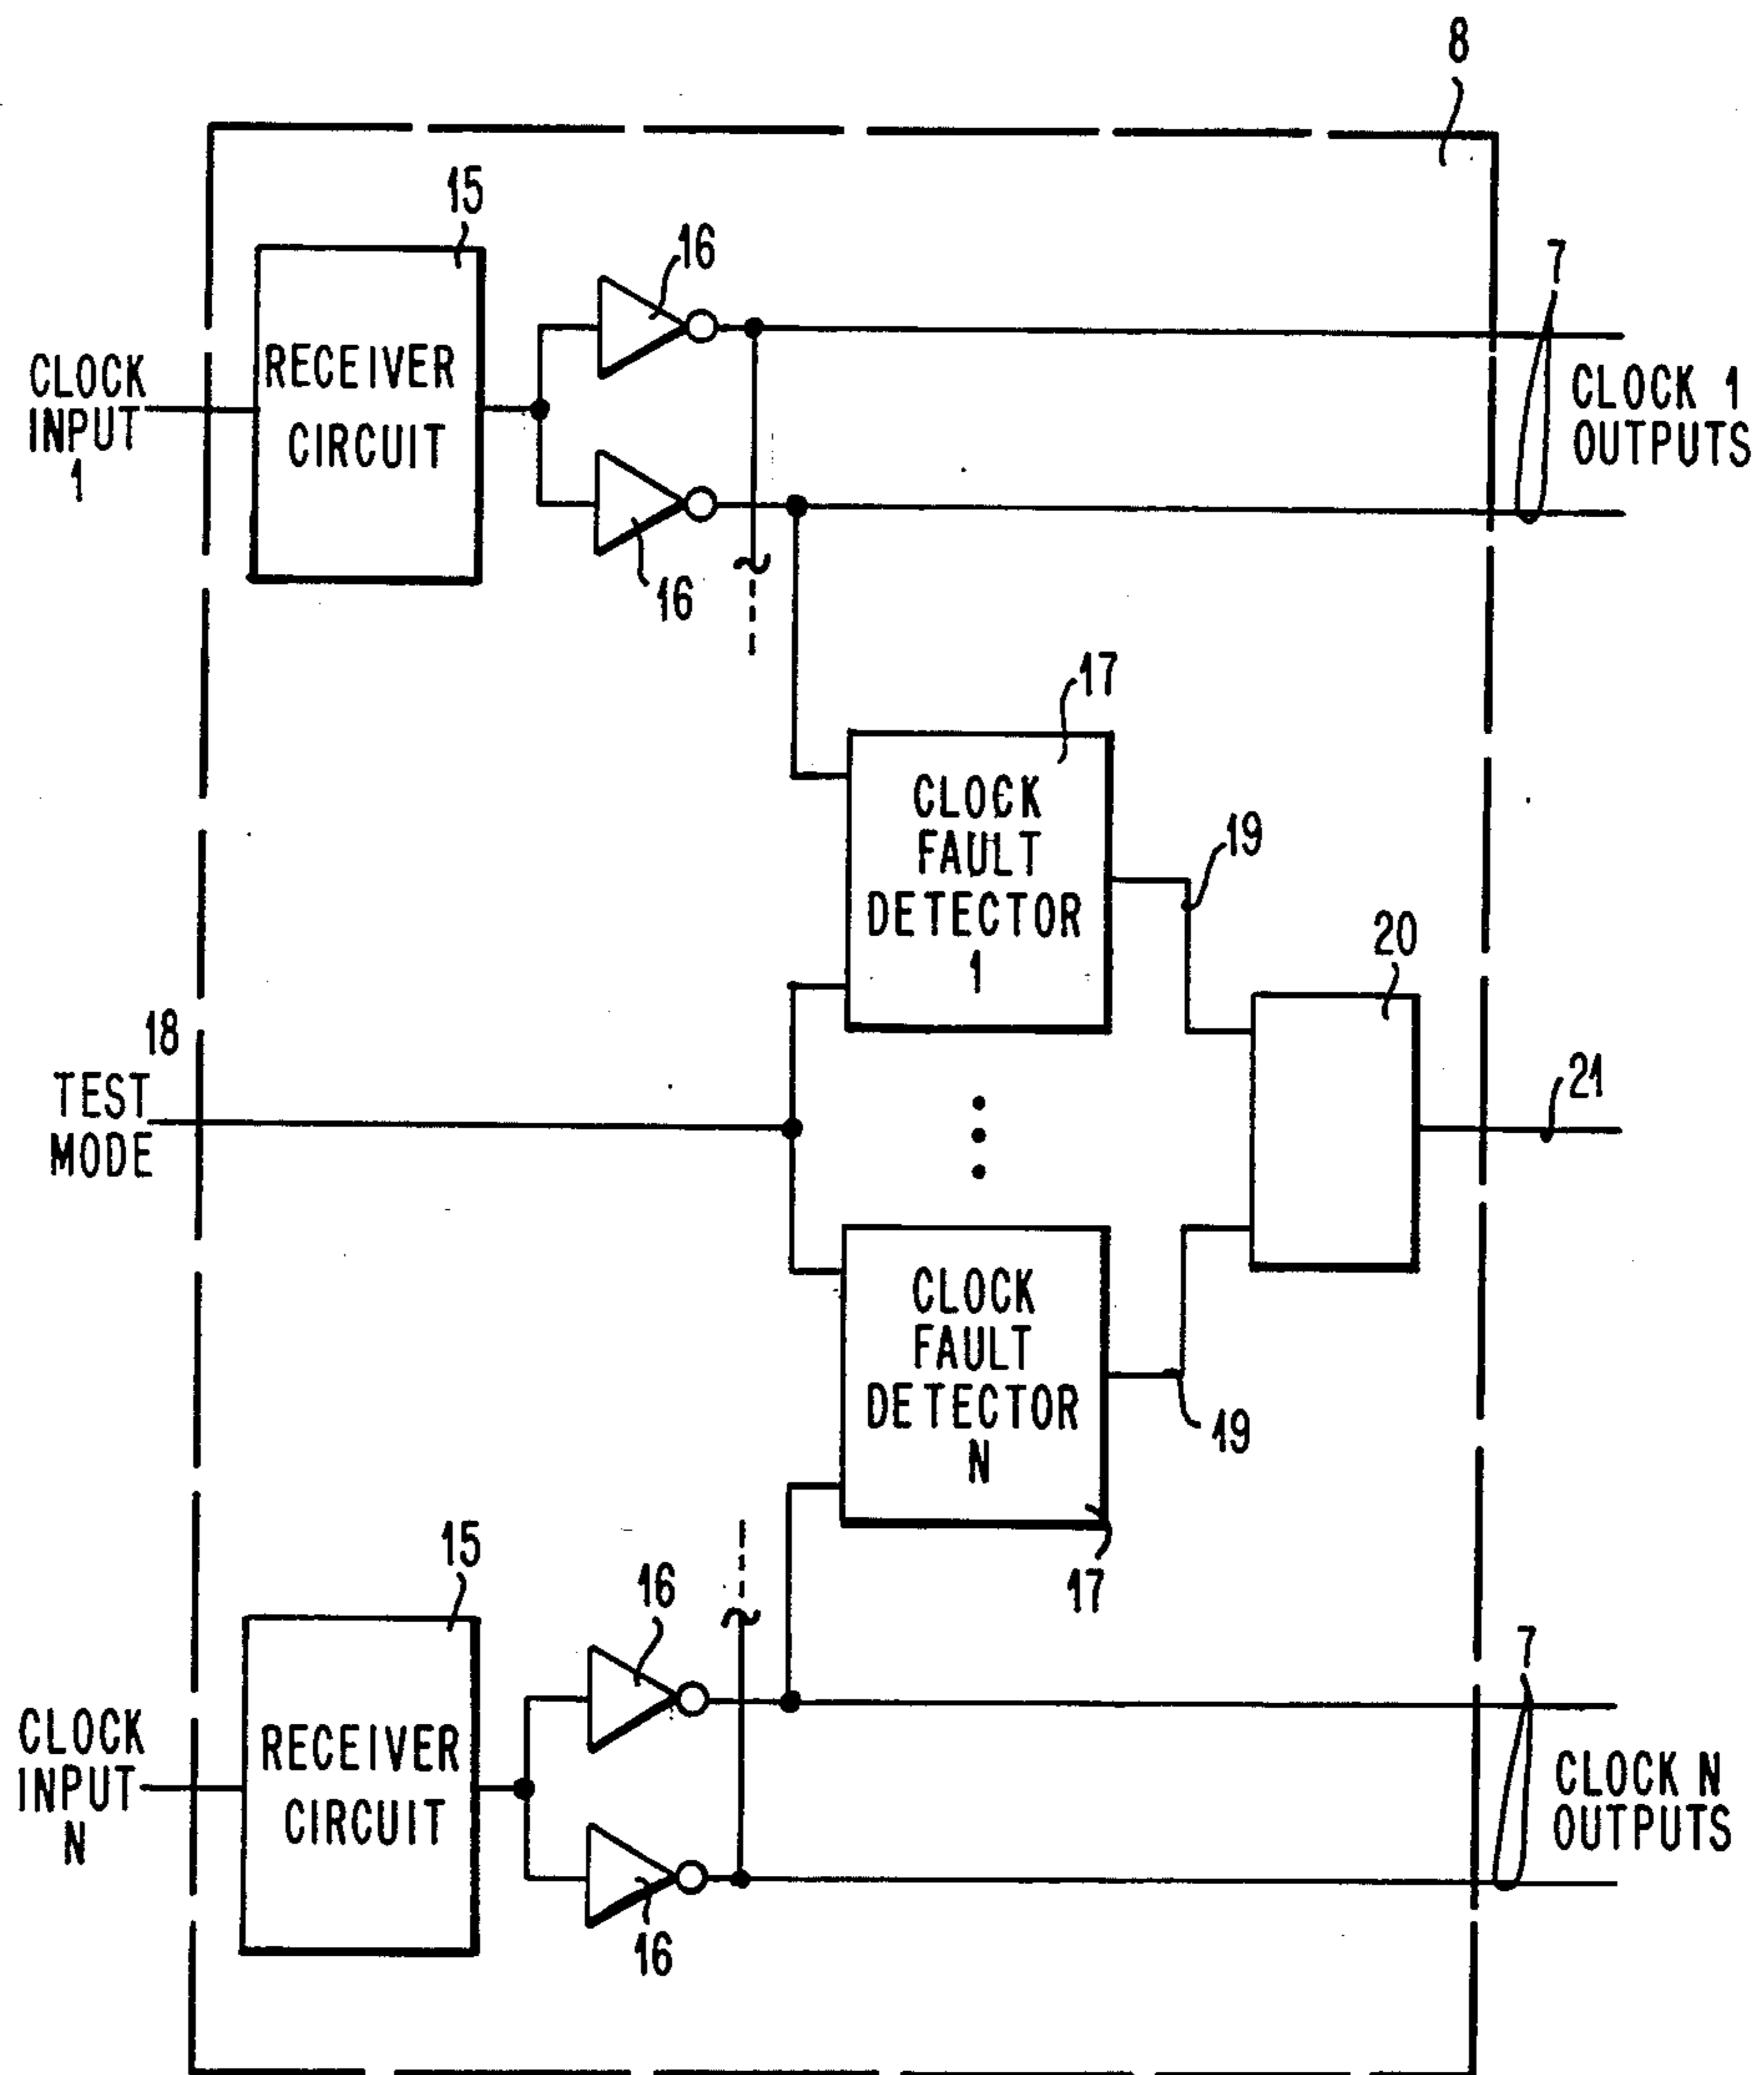 8
15
16
7
CLOCK
INPUT
1
RECEIVER
CIRCUIT
CLOCK 1
OUTPUTS
16
17
CLOCK
FAULT
DETECTOR
1
19
20
18
TEST
MODE
21
CLOCK
FAULT
DETECTOR
N
19
17
15
16
7
CLOCK
INPUT
N
RECEIVER
CIRCUIT
CLOCK N
OUTPUTS
16